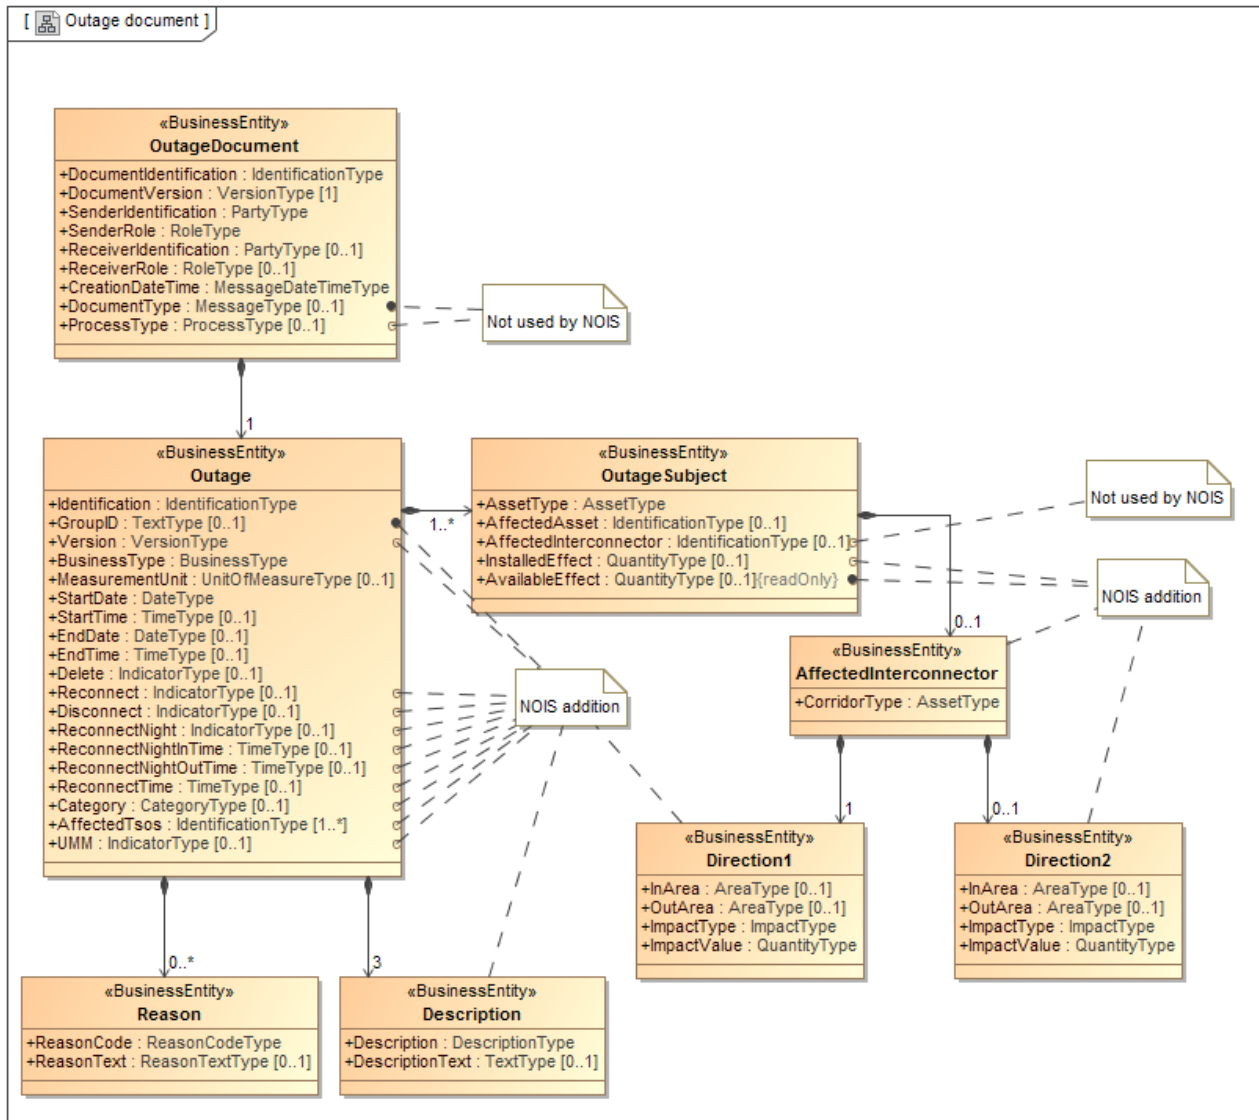 [ Outage document ]
«BusinessEntity»
OutageDocument
+DocumentIdentification : IdentificationType
+DocumentVersion : VersionType [1]
+SenderIdentification : PartyType
+SenderRole : RoleType
+ReceiverIdentification : PartyType [0..1]
+ReceiverRole : RoleType [0..1]
+CreationDateTime : MessageDateTimeType
+DocumentType : MessageType [0..1]
+ProcessType : ProcessType [0..1]
Not used by NOIS
1
«BusinessEntity»
Outage
+Identification : IdentificationType
+GroupID : TextType [0..1]
+Version : VersionType
+BusinessType : BusinessType
+MeasurementUnit : UnitOfMeasureType [0..1]
+StartDate : DateType
+StartTime : TimeType [0..1]
+EndDate : DateType [0..1]
+EndTime : TimeType [0..1]
+Delete : IndicatorType [0..1]
+Reconnect : IndicatorType [0..1]
+Disconnect : IndicatorType [0..1]
+ReconnectNight : IndicatorType [0..1]
+ReconnectNightInTime : TimeType [0..1]
+ReconnectNightOutTime : TimeType [0..1]
+ReconnectTime : TimeType [0..1]
+Category : CategoryType [0..1]
+AffectedTsos : IdentificationType [1..*]
+UMM : IndicatorType [0..1]
1..*
«BusinessEntity»
OutageSubject
+AssetType : AssetType
+AffectedAsset : IdentificationType [0..1]
+AffectedInterconnector : IdentificationType [0..1]
+InstalledEffect : QuantityType [0..1]
+AvailableEffect : QuantityType [0..1]{readOnly}
Not used by NOIS
NOIS addition
0..1
«BusinessEntity»
AffectedInterconnector
+CorridorType : AssetType
NOIS addition
1
0..1
«BusinessEntity»
Direction1
+InArea : AreaType [0..1]
+OutArea : AreaType [0..1]
+ImpactType : ImpactType
+ImpactValue : QuantityType
«BusinessEntity»
Direction2
+InArea : AreaType [0..1]
+OutArea : AreaType [0..1]
+ImpactType : ImpactType
+ImpactValue : QuantityType
0..*
3
«BusinessEntity»
Reason
+ReasonCode : ReasonCodeType
+ReasonText : ReasonTextType [0..1]
«BusinessEntity»
Description
+Description : DescriptionType
+DescriptionText : TextType [0..1]